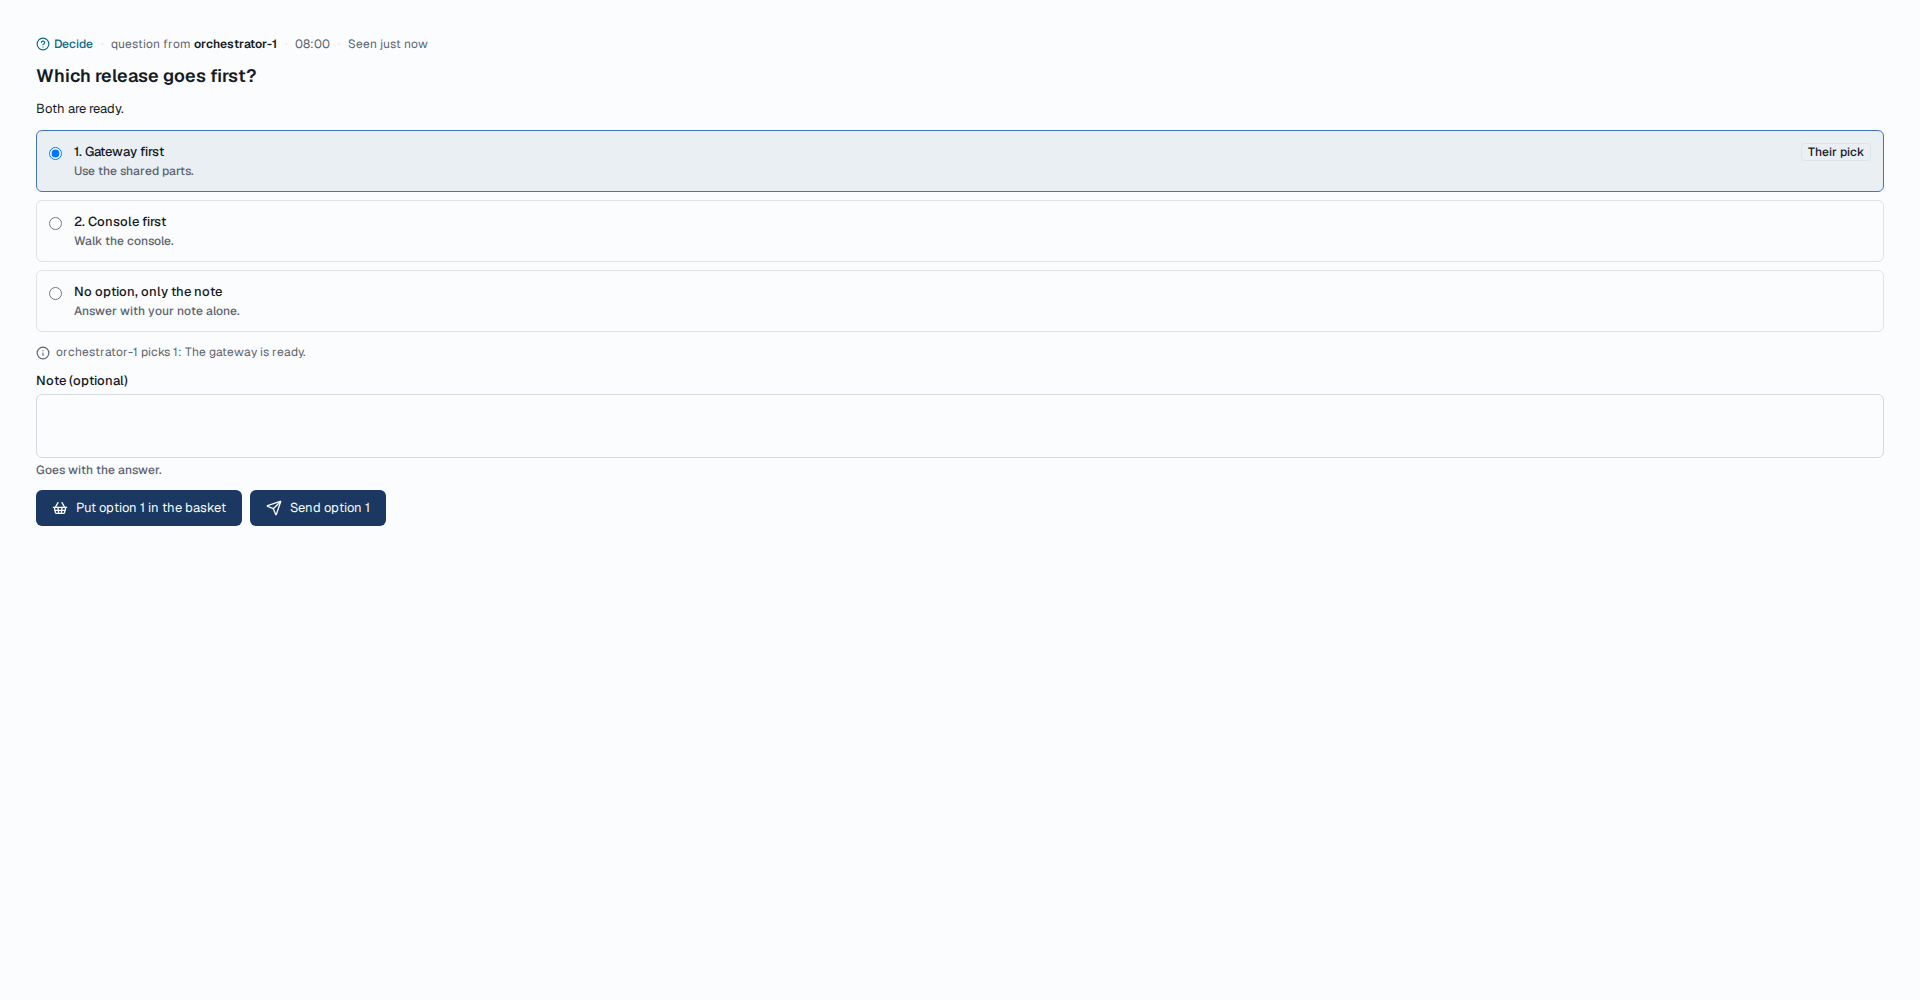 Decide · question from orchestrator-1 · 08:00 · Seen just now
Which release goes first?
Both are ready.
1. Gateway first
Their pick
Use the shared parts.
2. Console first
Walk the console.
No option, only the note
Answer with your note alone.
orchestrator-1 picks 1: The gateway is ready.
Note (optional)
Goes with the answer.
Put option 1 in the basket
Send option 1